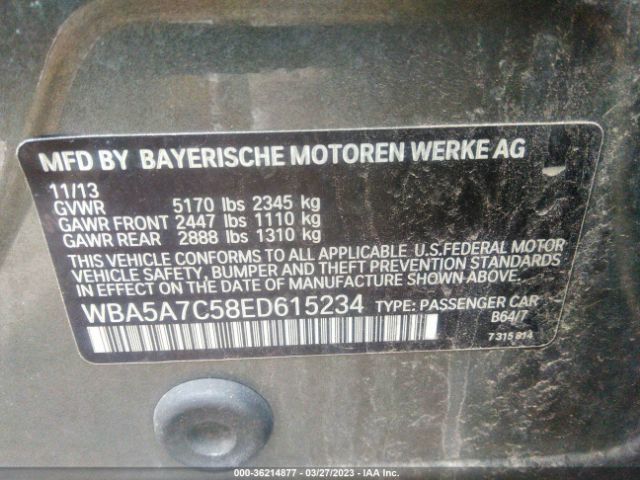 MFD BY BAYERISCHE MOTOREN WERKE AG
11/13
GVWR 5170 lbs 2345 kg
GAWR FRONT 2447 lbs 1110 kg
GAWR REAR 2888 lbs 1310 kg
THIS VEHICLE CONFORMS TO ALL APPLICABLE U.S.FEDERAL MOTOR
VEHICLE SAFETY, BUMPER AND THEFT PREVENTION STANDARDS
IN EFFECT ON THE DATE OF MANUFACTURE SHOWN ABOVE.
WBA5A7C58ED615234 TYPE: PASSENGER CAR
B64/7
7 315 814
000-36214877 - 03/27/2023 - IAA Inc.